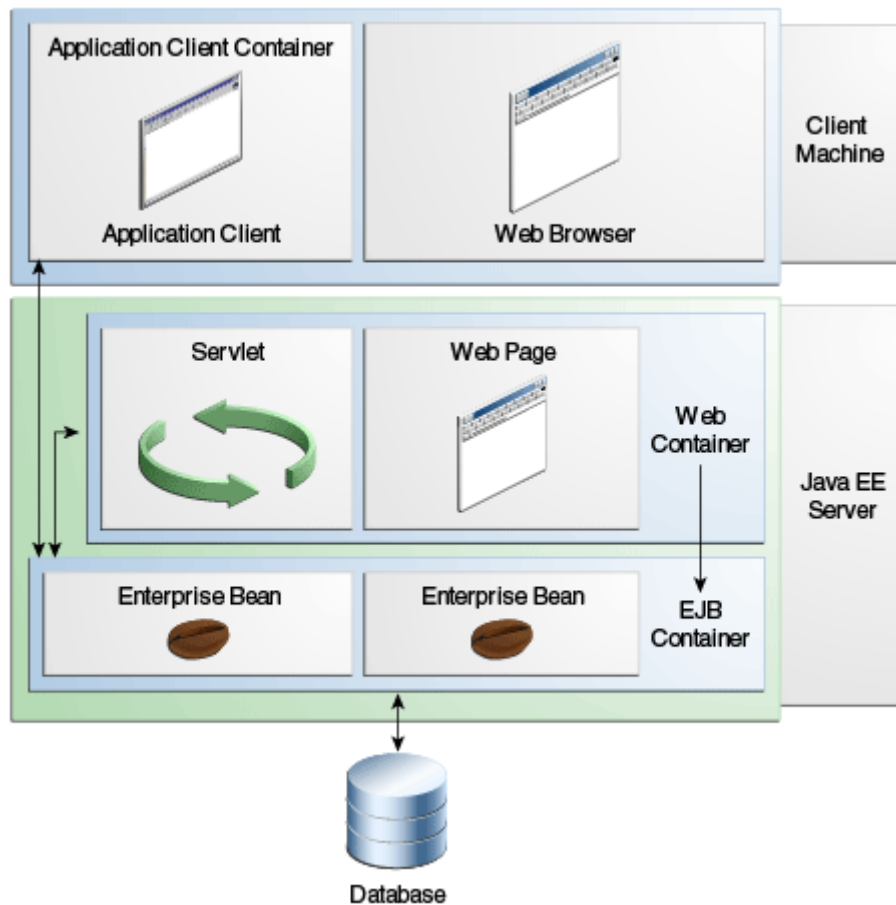 Application Client Container
Application Client
Web Browser
Client
Machine
Servlet
Web Page
Web
Container
Java EE
Server
Enterprise Bean
Enterprise Bean
EJB
Container
Database